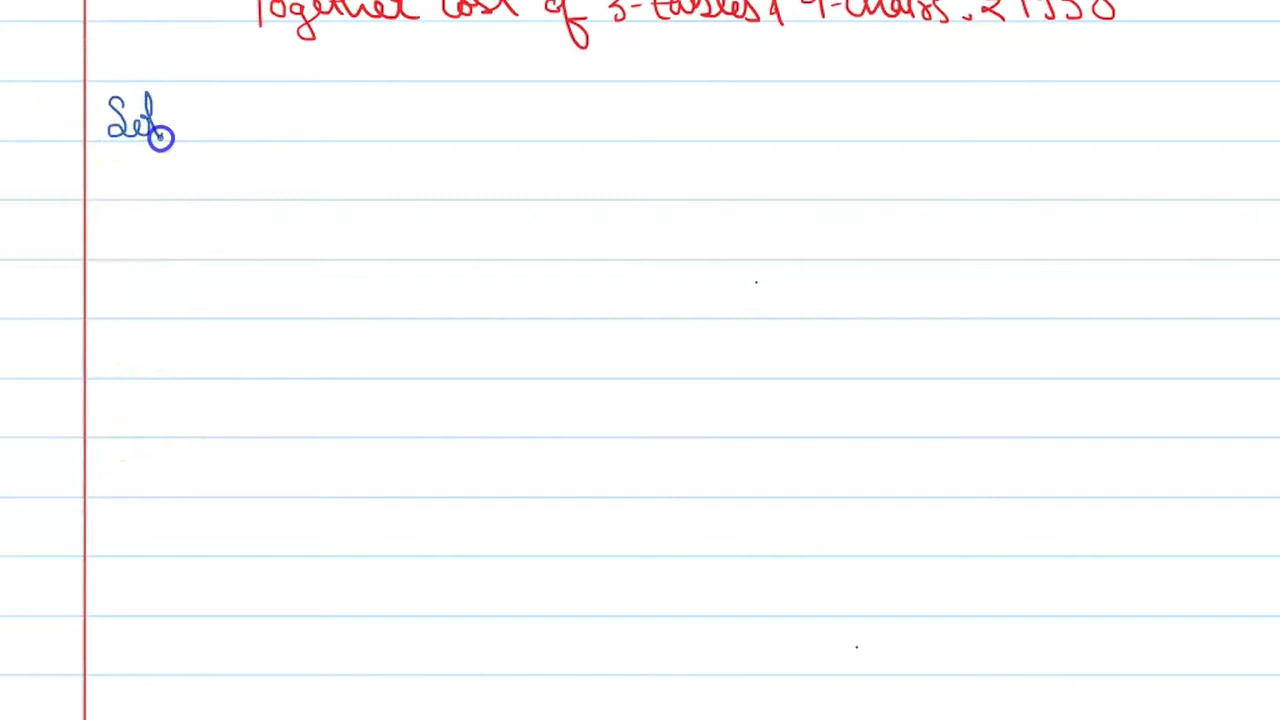 Together cost of 3-tables & 4-chairs. ₹ 1550
Sol